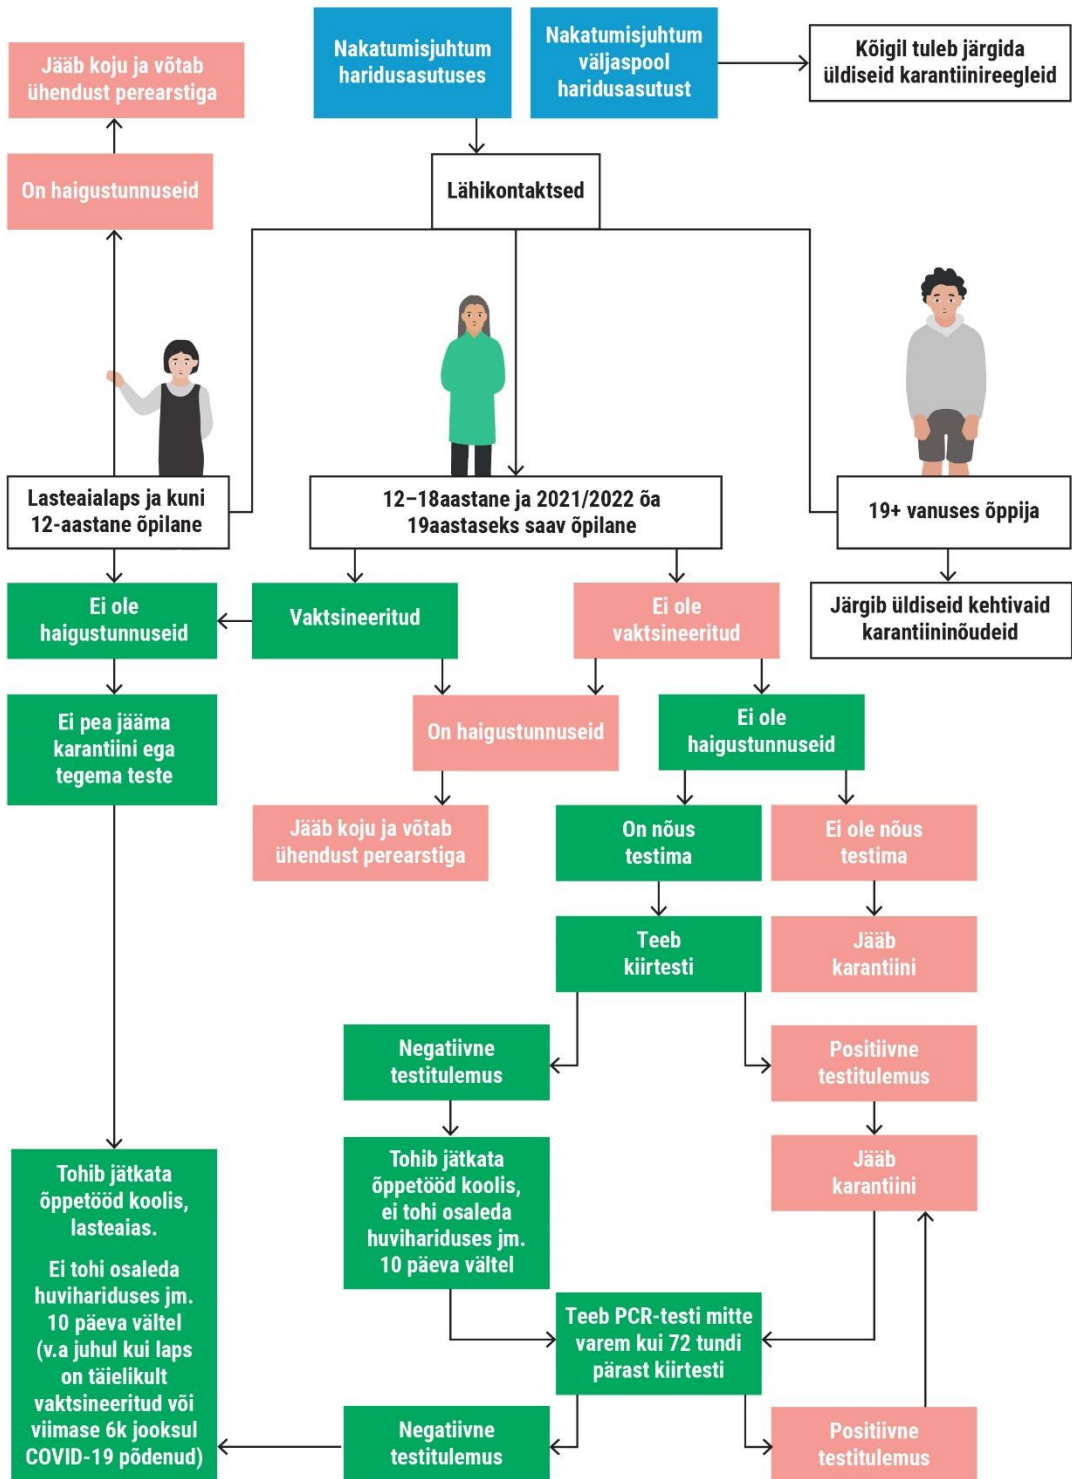 Nakatumisjuhtum
haridusasutuses
Nakatumisjuhtum
väljaspool
haridusasutust
Kõigil tuleb järgida
üldiseid karantiinireegleid
Jääb koju ja võtab
ühendust perearstiga
On haigustunnuseid
Lähikontaktsed
Lasteaialaps ja kuni
12-aastane õpilane
12–18aastane ja 2021/2022 õa
19aastaseks saav õpilane
19+ vanuses õppija
Ei ole
haigustunnuseid
Vaktsineeritud
Ei ole
vaktsineeritud
Järgib üldiseid kehtivaid
karantiininõudeid
Ei pea jääma
karantiini ega
tegema teste
On haigustunnuseid
Ei ole
haigustunnuseid
Jääb koju ja võtab
ühendust perearstiga
On nõus
testima
Ei ole nõus
testima
Teeb
kiirtesti
Jääb
karantiini
Negatiivne
testitulemus
Positiivne
testitulemus
Tohib jätkata
õppetööd koolis,
lasteaias.
Ei tohi osaleda
huvihariduses jm.
10 päeva vältel
(v.a juhul kui laps
on täielikult
vaktsineeritud või
viimase 6k jooksul
COVID-19 põdenud)
Tohib jätkata
õppetööd koolis,
ei tohi osaleda
huvihariduses jm.
10 päeva vältel
Jääb
karantiini
Teeb PCR-testi mitte
varem kui 72 tundi
pärast kiirtesti
Negatiivne
testitulemus
Positiivne
testitulemus